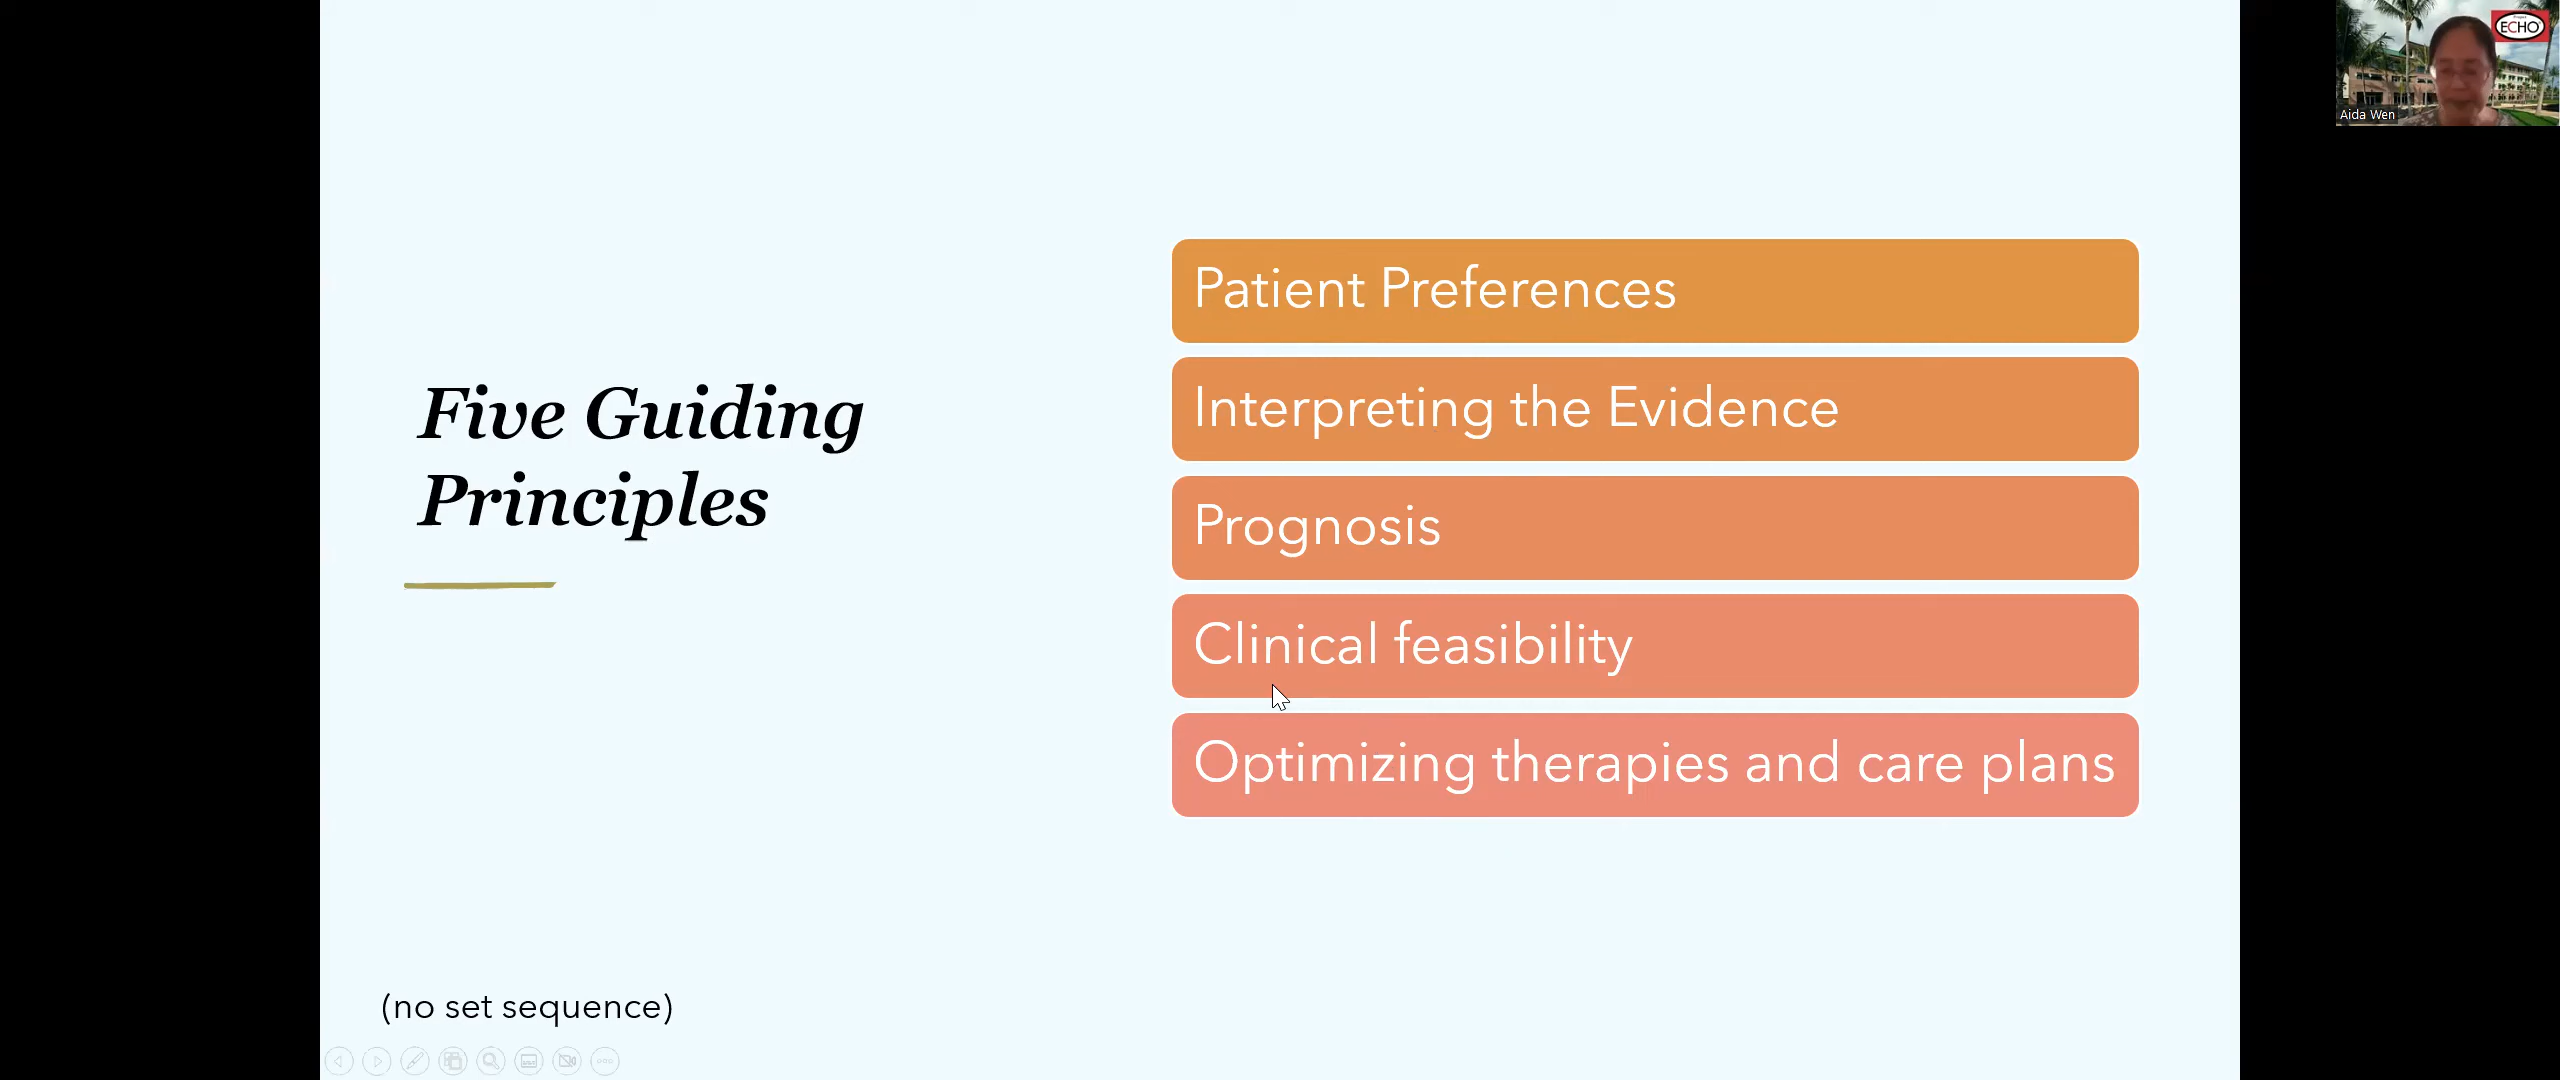 Five Guiding
Principles
Patient Preferences
Interpreting the Evidence
Prognosis
Clinical feasibility
Optimizing therapies and care plans
(no set sequence)
ECHO
Aida Wen